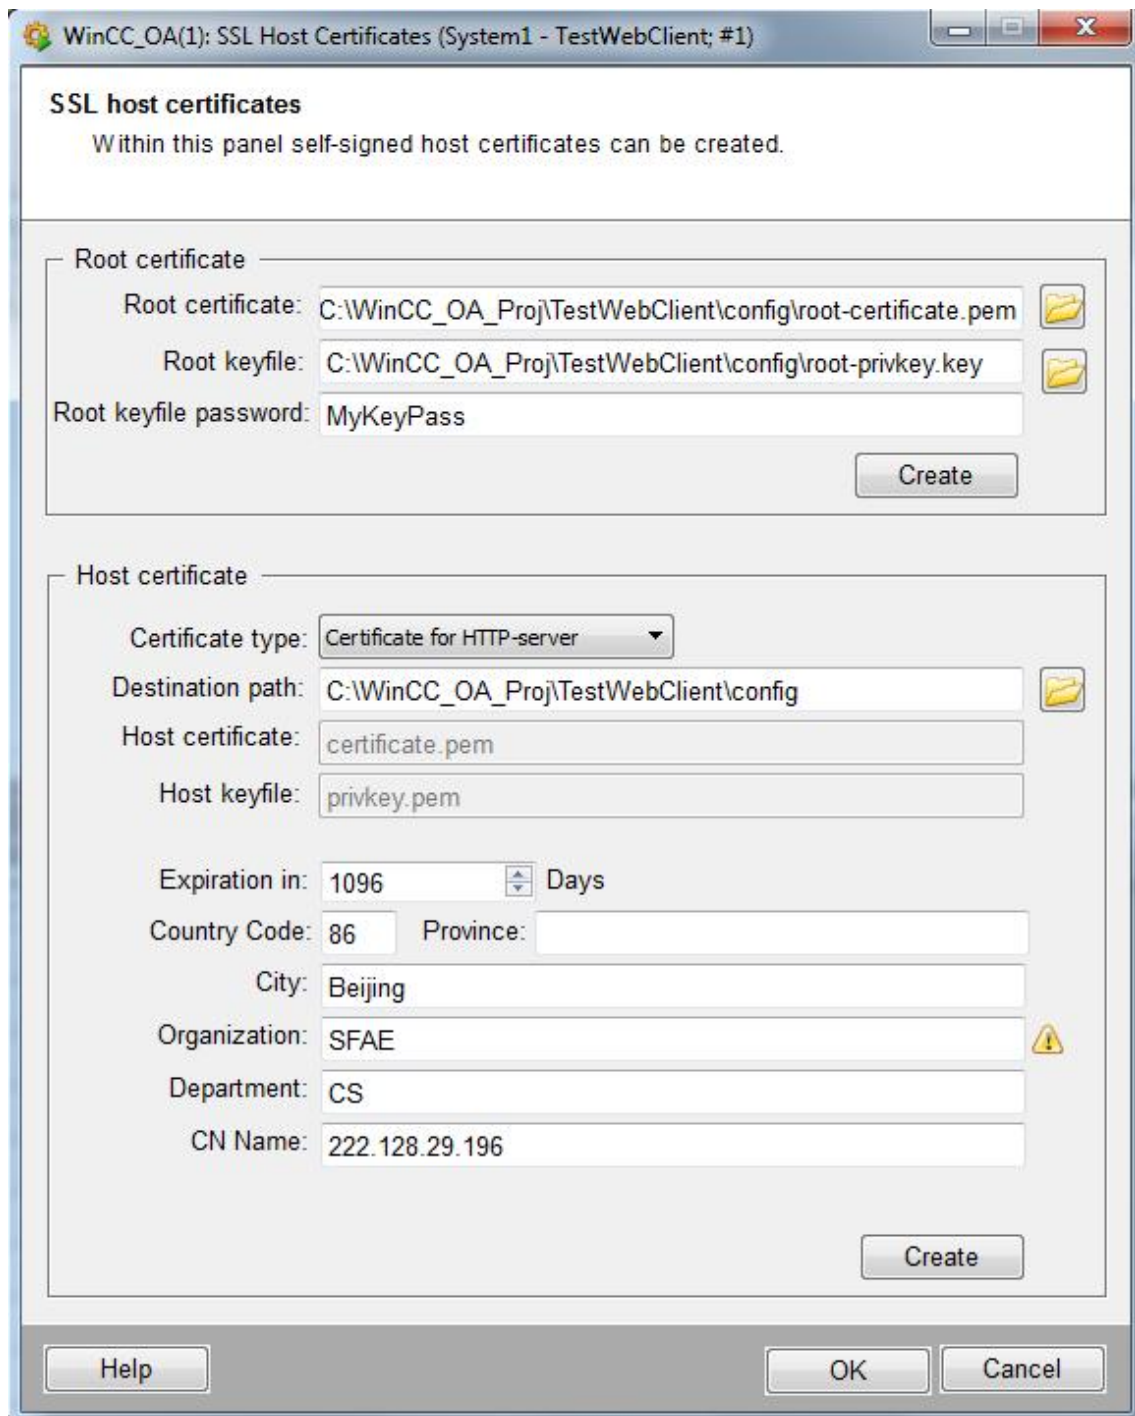 WinCC_OA(1): SSL Host Certificates (System1 - TestWebClient; #1)
SSL host certificates
Within this panel self-signed host certificates can be created.
Root certificate
Root certificate: C:\WinCC_OA_Proj\TestWebClient\config\root-certificate.pem
Root keyfile: C:\WinCC_OA_Proj\TestWebClient\config\root-privkey.key
Root keyfile password: MyKeyPass
Create
Host certificate
Certificate type: Certificate for HTTP-server
Destination path: C:\WinCC_OA_Proj\TestWebClient\config
Host certificate: certificate.pem
Host keyfile: privkey.pem
Expiration in: 1096 Days
Country Code: 86 Province:
City: Beijing
Organization: SFAE
Department: CS
CN Name: 222.128.29.196
Create
Help OK Cancel